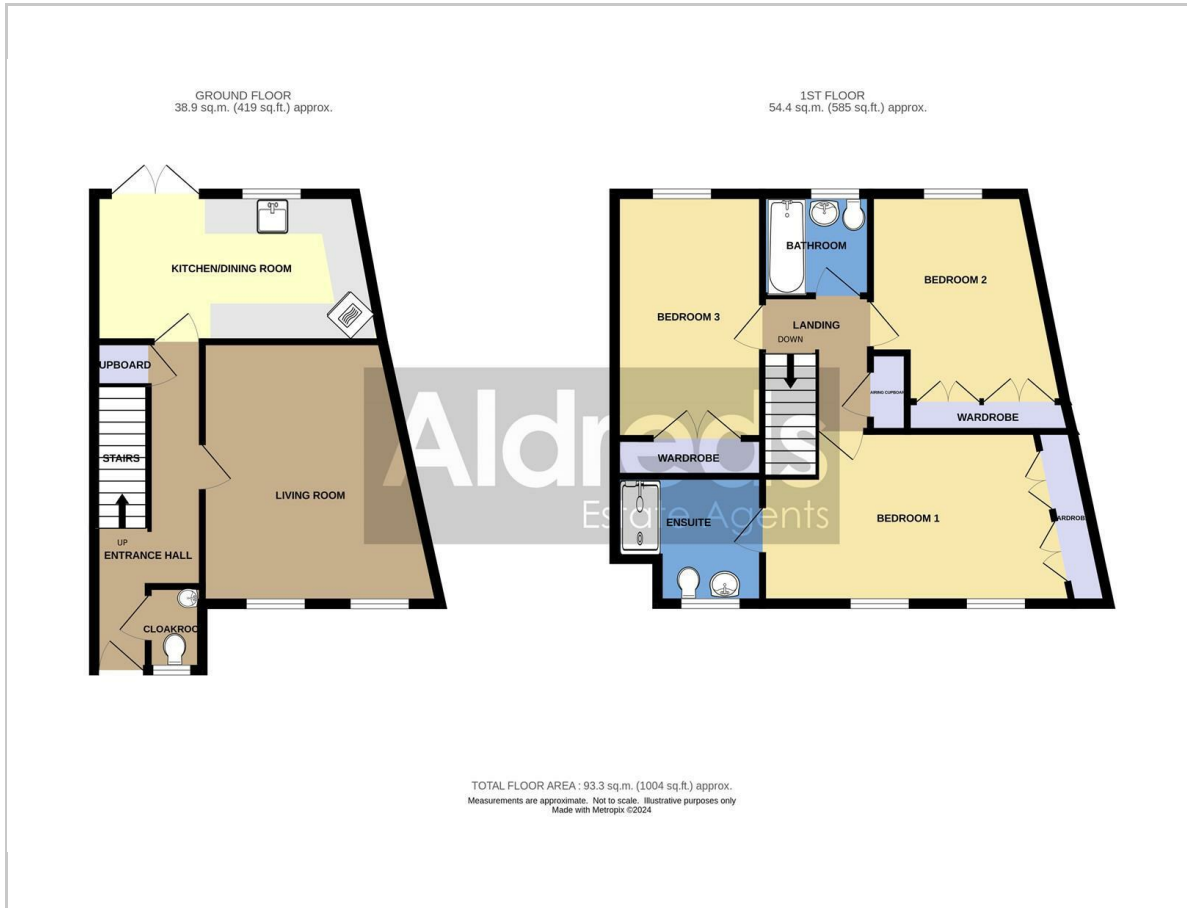 GROUND FLOOR
38.9 sq.m. (419 sq.ft.) approx.
1ST FLOOR
54.4 sq.m. (585 sq.ft.) approx.
KITCHEN/DINING ROOM
UPBOARD
STAIRS
LIVING ROOM
UP
ENTRANCE HALL
CLOAKROO
BATHROOM
BEDROOM 2
BEDROOM 3
LANDING
DOWN
AIRING CUPBOARD
WARDROBE
WARDROBE
ENSUITE
BEDROOM 1
ARDROBE
Aldreds
Estate Agents
TOTAL FLOOR AREA : 93.3 sq.m. (1004 sq.ft.) approx.
Measurements are approximate. Not to scale. Illustrative purposes only
Made with Metropix ©2024